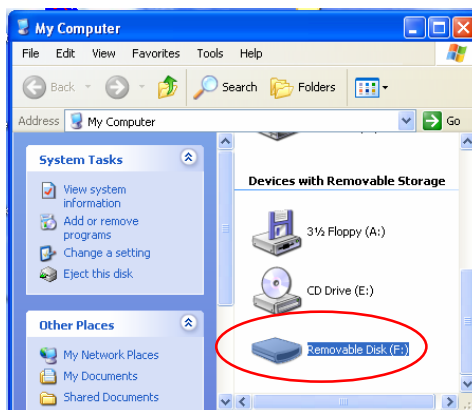 My Computer
File Edit View Favorites Tools Help
Back Search Folders
Address My Computer Go
System Tasks
View system
information
Add or remove
programs
Change a setting
Eject this disk
Other Places
My Network Places
My Documents
Shared Documents
Devices with Removable Storage
3½ Floppy (A:)
CD Drive (E:)
Removable Disk (F:)